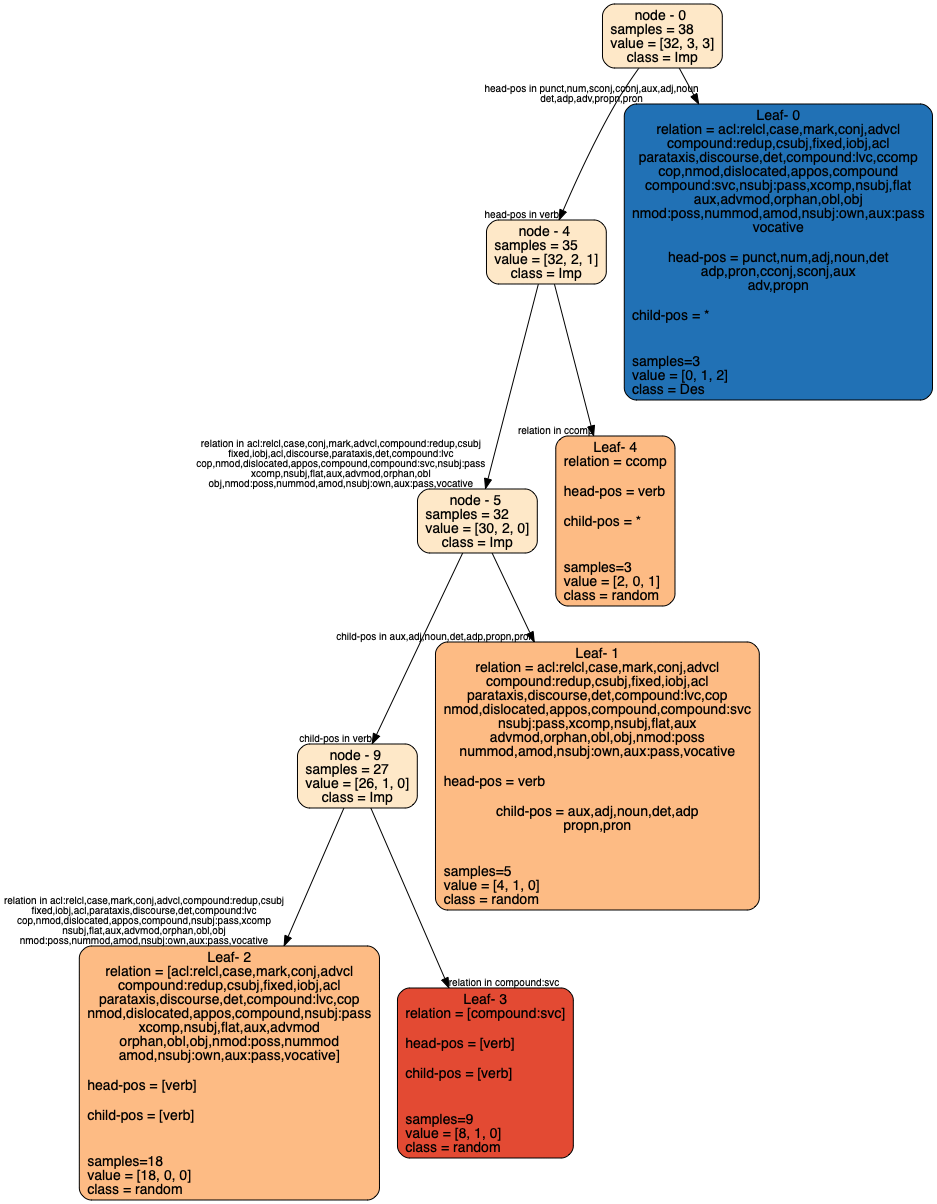 node - 0
samples = 38
value = [32, 3, 3]
class = Imp
head-pos in punct,num,sconj,cconj,aux,adj,noun
det,adp,adv,propn,pron
Leaf- 0
relation = acl:relcl,case,mark,conj,advcl
compound:redup,csubj,fixed,iobj,acl
parataxis,discourse,det,compound:lvc,ccomp
cop,nmod,dislocated,appos,compound
compound:svc,nsubj:pass,xcomp,nsubj,flat
aux,advmod,orphan,obl,obj
nmod:poss,nummod,amod,nsubj:own,aux:pass
vocative
head-pos = punct,num,adj,noun,det
adp,pron,cconj,sconj,aux
adv,propn
child-pos = *
samples=3
value = [0, 1, 2]
class = Des
head-pos in verb
node - 4
samples = 35
value = [32, 2, 1]
class = Imp
relation in ccomp
Leaf- 4
relation = ccomp
head-pos = verb
child-pos = *
samples=3
value = [2, 0, 1]
class = random
relation in acl:relcl,case,conj,mark,advcl,compound:redup,csubj
fixed,iobj,acl,discourse,parataxis,det,compound:lvc
cop,nmod,dislocated,appos,compound,compound:svc,nsubj:pass
xcomp,nsubj,flat,aux,advmod,orphan,obl
obj,nmod:poss,nummod,amod,nsubj:own,aux:pass,vocative
node - 5
samples = 32
value = [30, 2, 0]
class = Imp
child-pos in aux,adj,noun,det,adp,propn,pron
Leaf- 1
relation = acl:relcl,case,mark,conj,advcl
compound:redup,csubj,fixed,iobj,acl
parataxis,discourse,det,compound:lvc,cop
nmod,dislocated,appos,compound,compound:svc
nsubj:pass,xcomp,nsubj,flat,aux
advmod,orphan,obl,obj,nmod:poss
nummod,amod,nsubj:own,aux:pass,vocative
head-pos = verb
child-pos = aux,adj,noun,det,adp
propn,pron
samples=5
value = [4, 1, 0]
class = random
child-pos in verb
node - 9
samples = 27
value = [26, 1, 0]
class = Imp
relation in acl:relcl,case,mark,conj,advcl,compound:redup,csubj
fixed,iobj,acl,parataxis,discourse,det,compound:lvc
cop,nmod,dislocated,appos,compound,nsubj:pass,xcomp
nsubj,flat,aux,advmod,orphan,obl,obj
nmod:poss,nummod,amod,nsubj:own,aux:pass,vocative
Leaf- 2
relation = [acl:relcl,case,mark,conj,advcl
compound:redup,csubj,fixed,iobj,acl
parataxis,discourse,det,compound:lvc,cop
nmod,dislocated,appos,compound,nsubj:pass
xcomp,nsubj,flat,aux,advmod
orphan,obl,obj,nmod:poss,nummod
amod,nsubj:own,aux:pass,vocative]
head-pos = [verb]
child-pos = [verb]
samples=18
value = [18, 0, 0]
class = random
relation in compound:svc
Leaf- 3
relation = [compound:svc]
head-pos = [verb]
child-pos = [verb]
samples=9
value = [8, 1, 0]
class = random